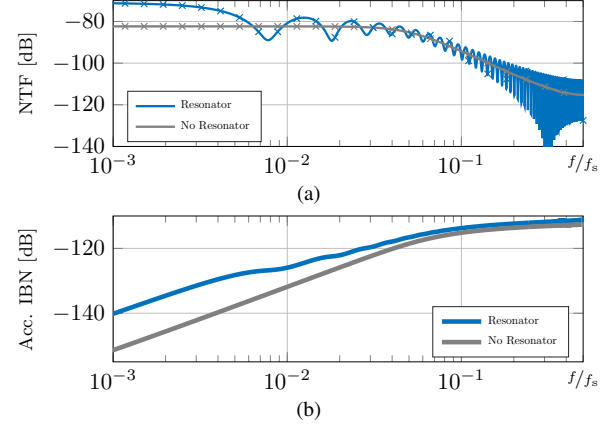 NTF [dB]
−80
−100
−120
−140
Resonator
No Resonator
10⁻³
10⁻²
10⁻¹
f/fₛ
(a)
Acc. IBN [dB]
−120
−140
Resonator
No Resonator
10⁻³
10⁻²
10⁻¹
f/fₛ
(b)